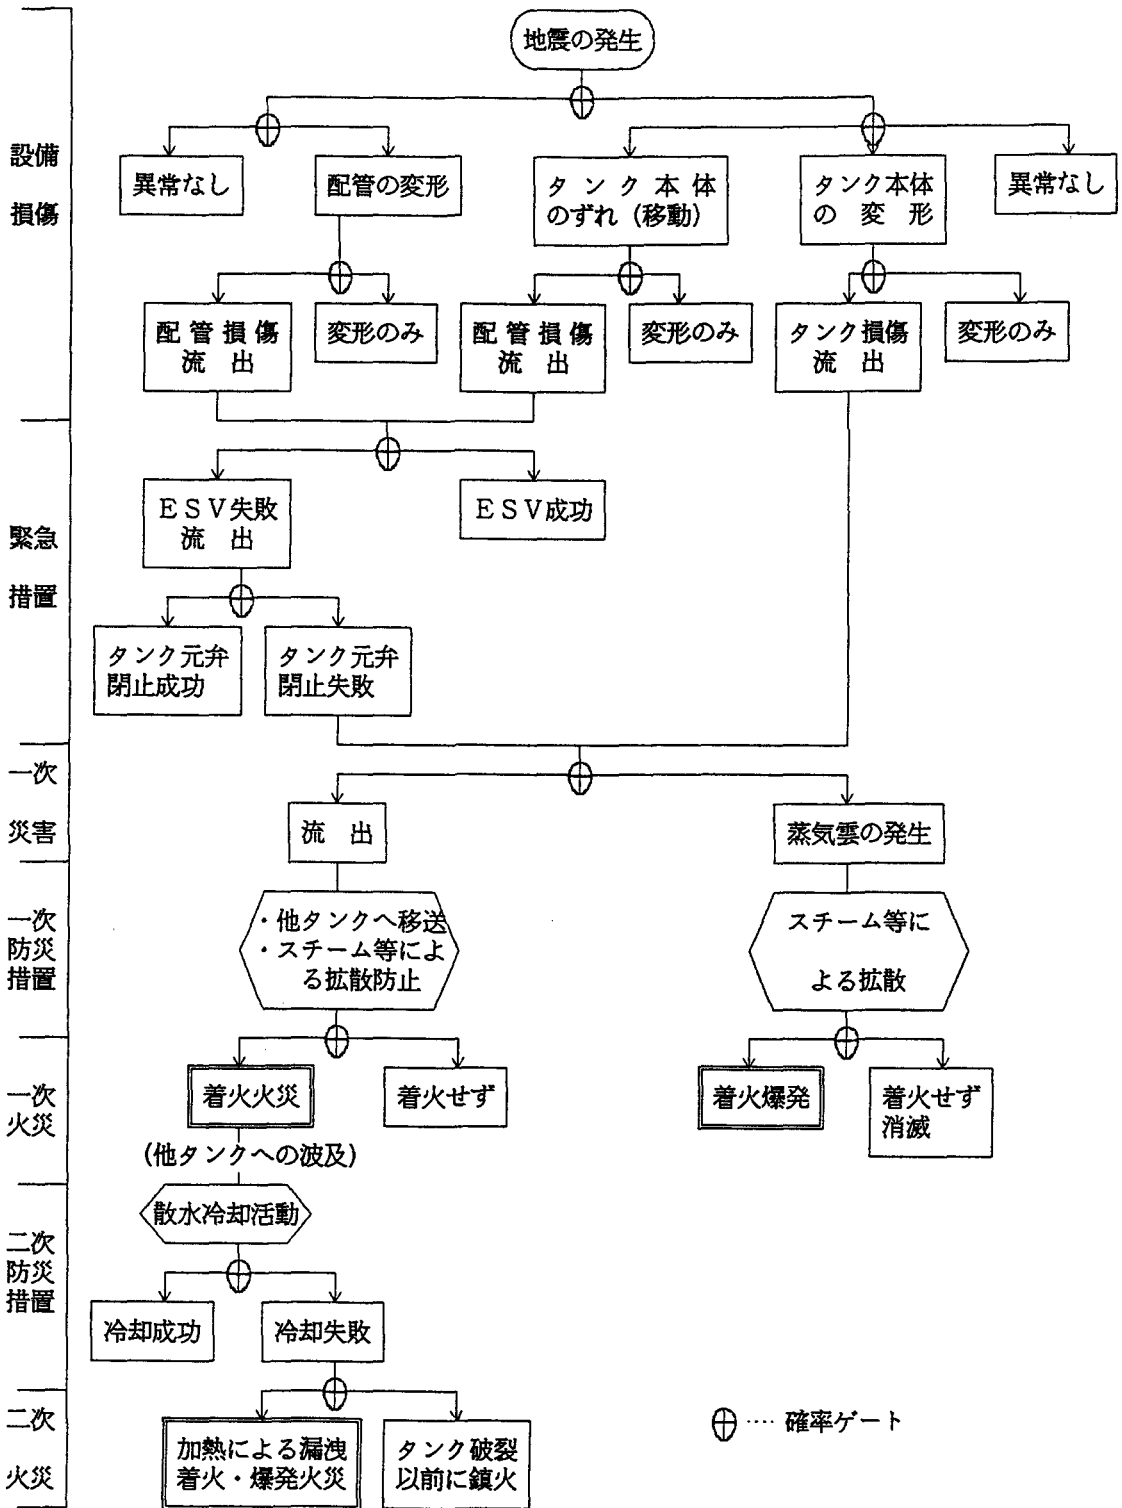 地震の発生
設備
損傷
異常なし
配管の変形
タンク本体
のずれ（移動）
タンク本体
の変形
異常なし
配管損傷
流出
変形のみ
配管損傷
流出
変形のみ
タンク損傷
流出
変形のみ
緊急
措置
ＥＳＶ失敗
流出
ＥＳＶ成功
タンク元弁
閉止成功
タンク元弁
閉止失敗
一次
災害
流出
蒸気雲の発生
一次
防災
措置
・他タンクへ移送
・スチーム等によ
る拡散防止
スチーム等に
よる拡散
一次
火災
着火火災
着火せず
着火爆発
着火せず
消滅
(他タンクへの波及)
二次
防災
措置
散水冷却活動
冷却成功
冷却失敗
二次
火災
加熱による漏洩
着火・爆発火災
タンク破裂
以前に鎮火
‥‥ 確率ゲート